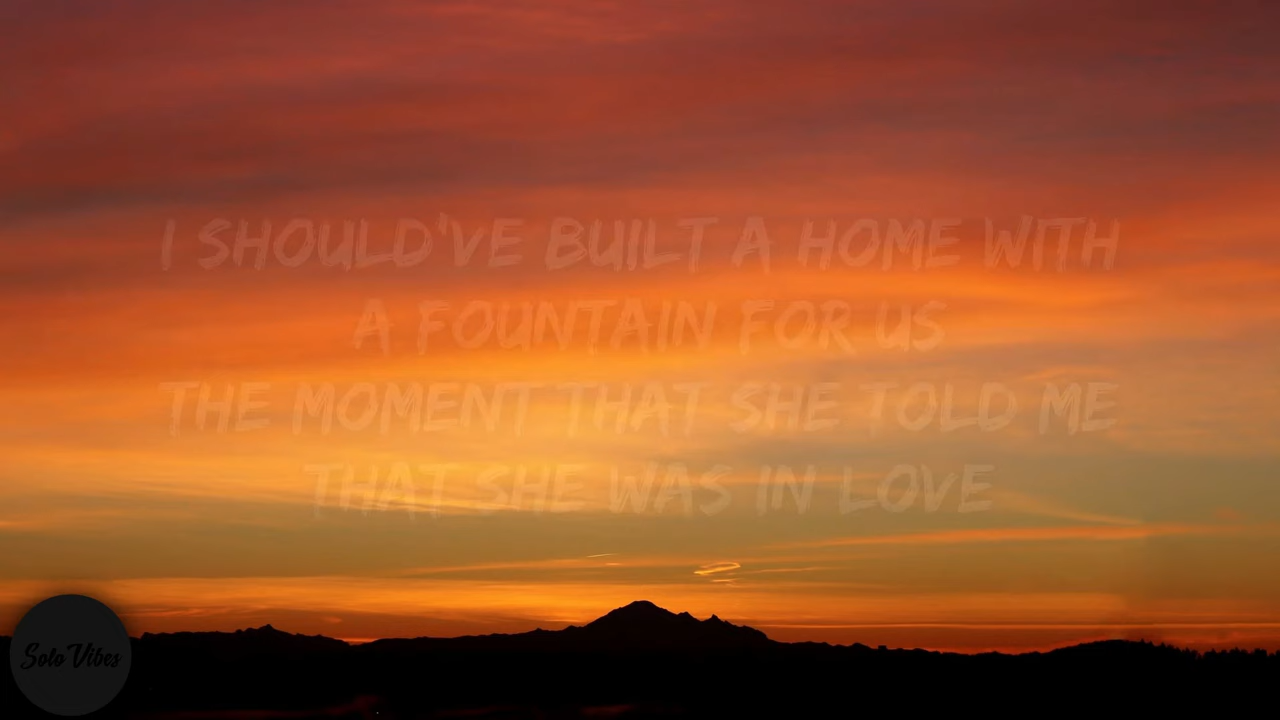 I SHOULD'VE BUILT A HOME WITH
A FOUNTAIN FOR US
THE MOMENT THAT SHE TOLD ME
THAT SHE WAS IN LOVE
Solo Vibes